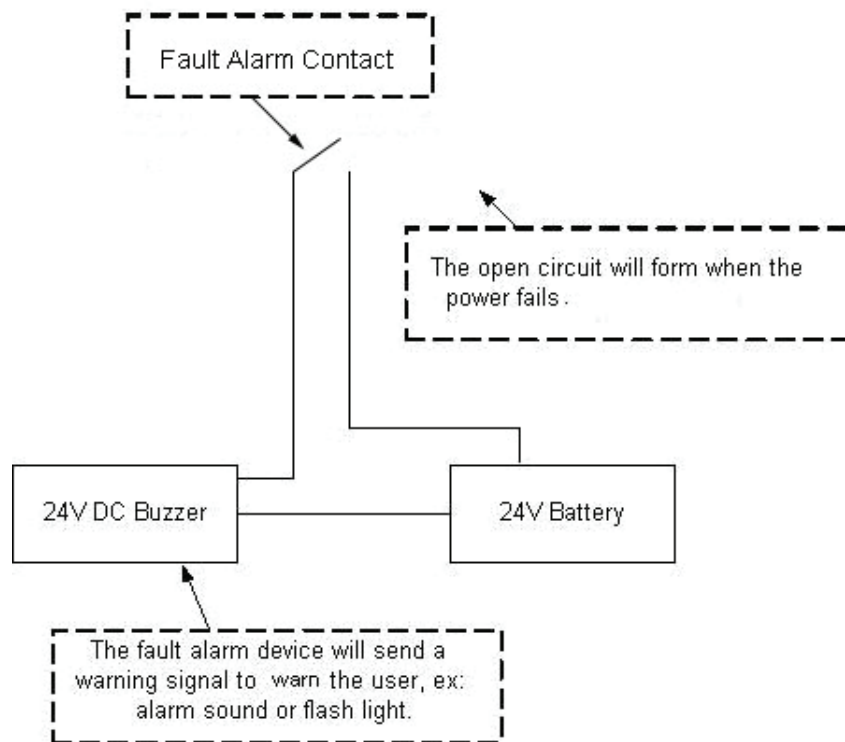 Fault Alarm Contact
The open circuit will form when the
power fails.
24V DC Buzzer
24V Battery
The fault alarm device will send a
warning signal to warn the user, ex:
alarm sound or flash light.